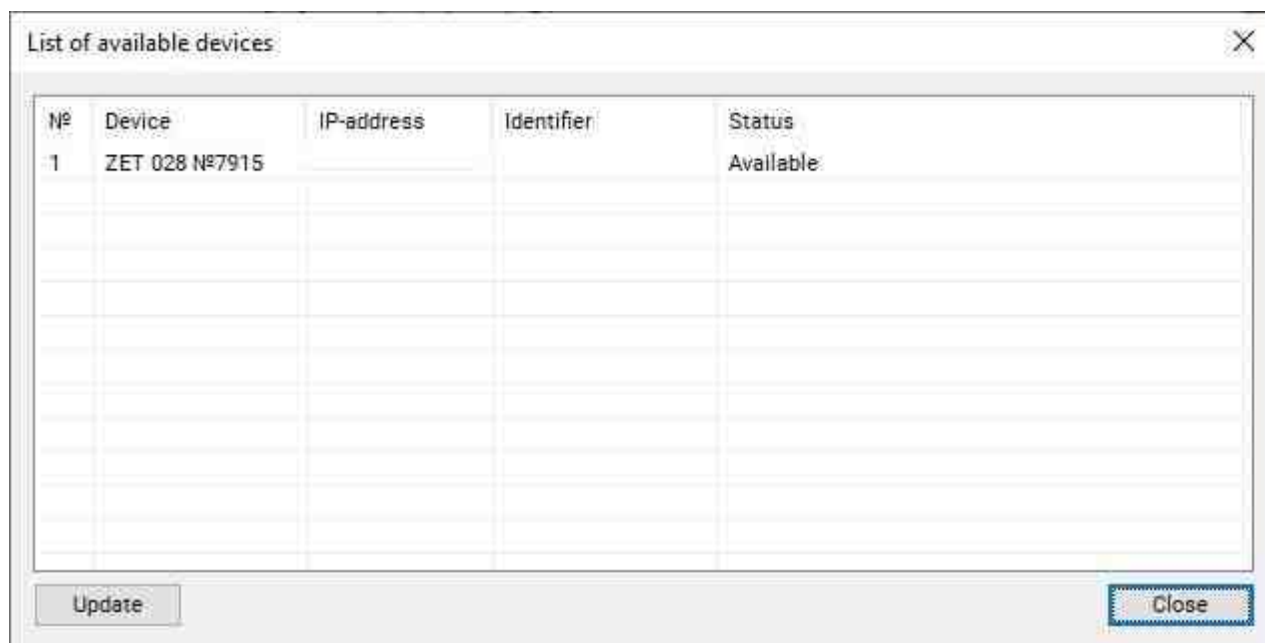 List of available devices
№ Device IP-address Identifier Status
1 ZET 028 №7915 Available
Update Close